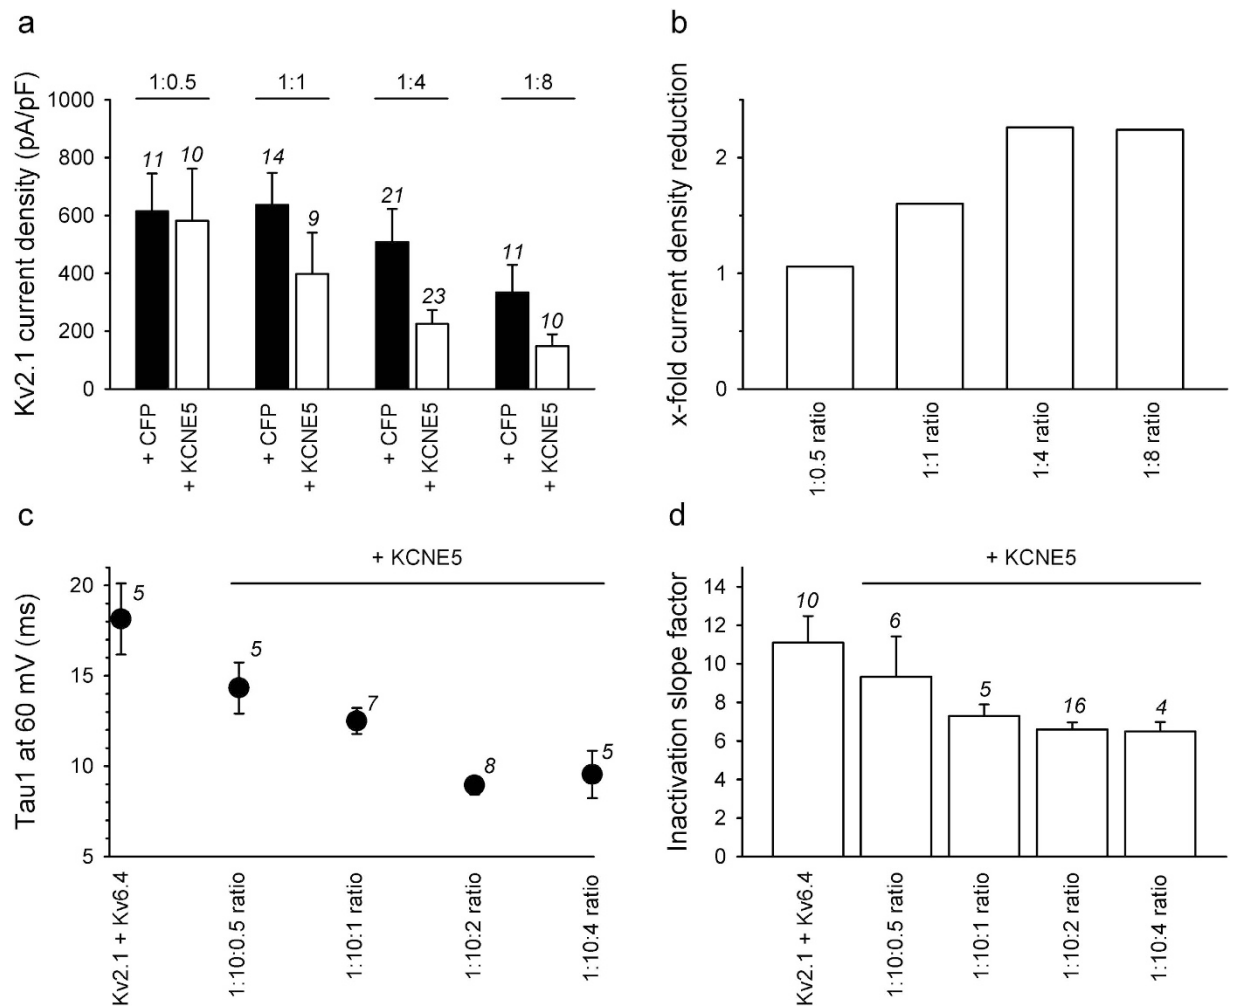 a
1:0.5 1:1 1:4 1:8
Kv2.1 current density (pA/pF)
1000
800
600
400
200
0
11 10 14 9 21 23 11 10
+ CFP
+ KCNE5
+ CFP
+ KCNE5
+ CFP
+ KCNE5
+ CFP
+ KCNE5
b
x-fold current density reduction
2
1
0
1:0.5 ratio
1:1 ratio
1:4 ratio
1:8 ratio
c
+ KCNE5
Tau1 at 60 mV (ms)
20
15
10
5
5 5 7 8 5
Kv2.1 + Kv6.4
1:10:0.5 ratio
1:10:1 ratio
1:10:2 ratio
1:10:4 ratio
d
+ KCNE5
Inactivation slope factor
14
12
10
8
6
4
2
0
10 6 5 16 4
Kv2.1 + Kv6.4
1:10:0.5 ratio
1:10:1 ratio
1:10:2 ratio
1:10:4 ratio